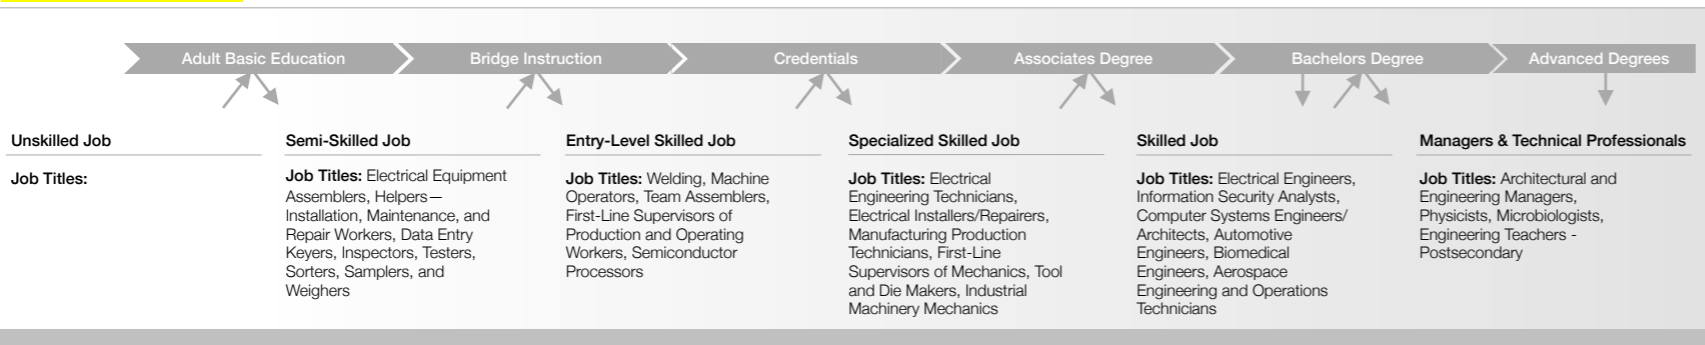 Adult Basic Education
Bridge Instruction
Credentials
Associates Degree
Bachelors Degree
Advanced Degrees
Unskilled Job
Job Titles:
Semi-Skilled Job
Job Titles: Electrical Equipment
Assemblers, Helpers—
Installation, Maintenance, and
Repair Workers, Data Entry
Keyers, Inspectors, Testers,
Sorters, Samplers, and
Weighers
Entry-Level Skilled Job
Job Titles: Welding, Machine
Operators, Team Assemblers,
First-Line Supervisors of
Production and Operating
Workers, Semiconductor
Processors
Specialized Skilled Job
Job Titles: Electrical
Engineering Technicians,
Electrical Installers/Repairers,
Manufacturing Production
Technicians, First-Line
Supervisors of Mechanics, Tool
and Die Makers, Industrial
Machinery Mechanics
Skilled Job
Job Titles: Electrical Engineers,
Information Security Analysts,
Computer Systems Engineers/
Architects, Automotive
Engineers, Biomedical
Engineers, Aerospace
Engineering and Operations
Technicians
Managers & Technical Professionals
Job Titles: Architectural and
Engineering Managers,
Physicists, Microbiologists,
Engineering Teachers -
Postsecondary